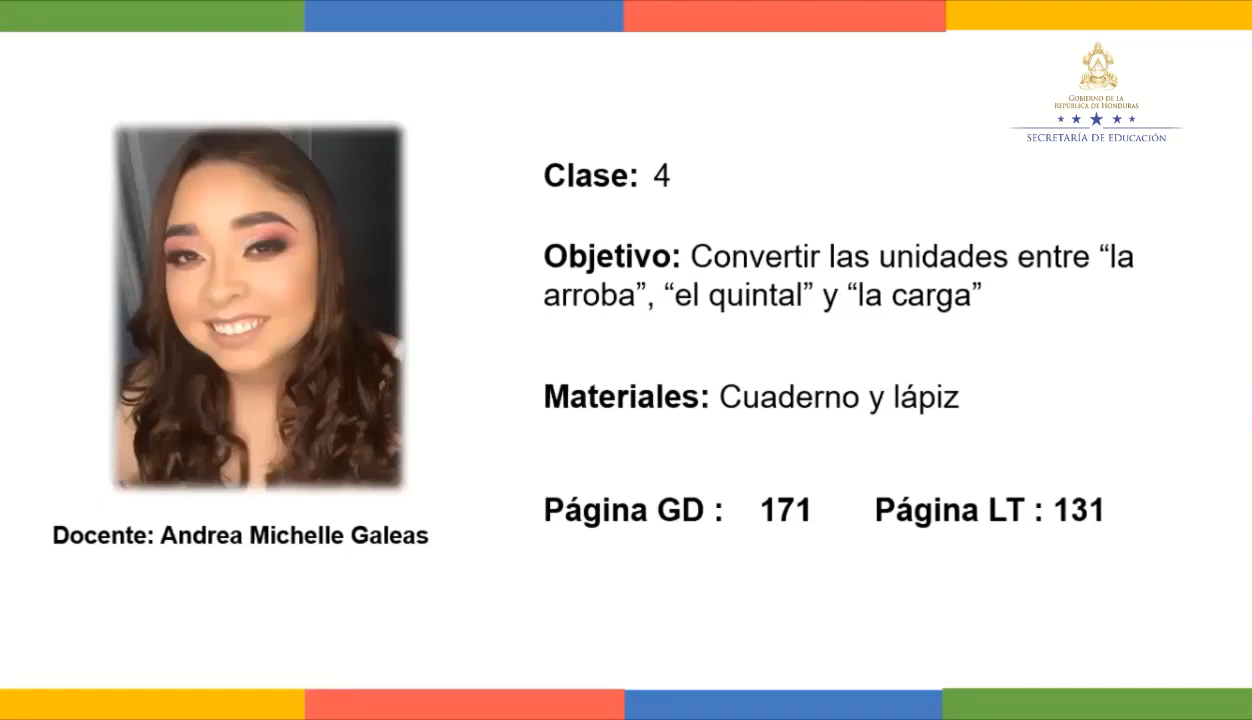 GOBIERNO DE LA
REPÚBLICA DE HONDURAS
SECRETARÍA DE EDUCACIÓN
Clase: 4
Objetivo: Convertir las unidades entre “la
arroba”, “el quintal” y “la carga”
Materiales: Cuaderno y lápiz
Página GD : 171 Página LT : 131
Docente: Andrea Michelle Galeas